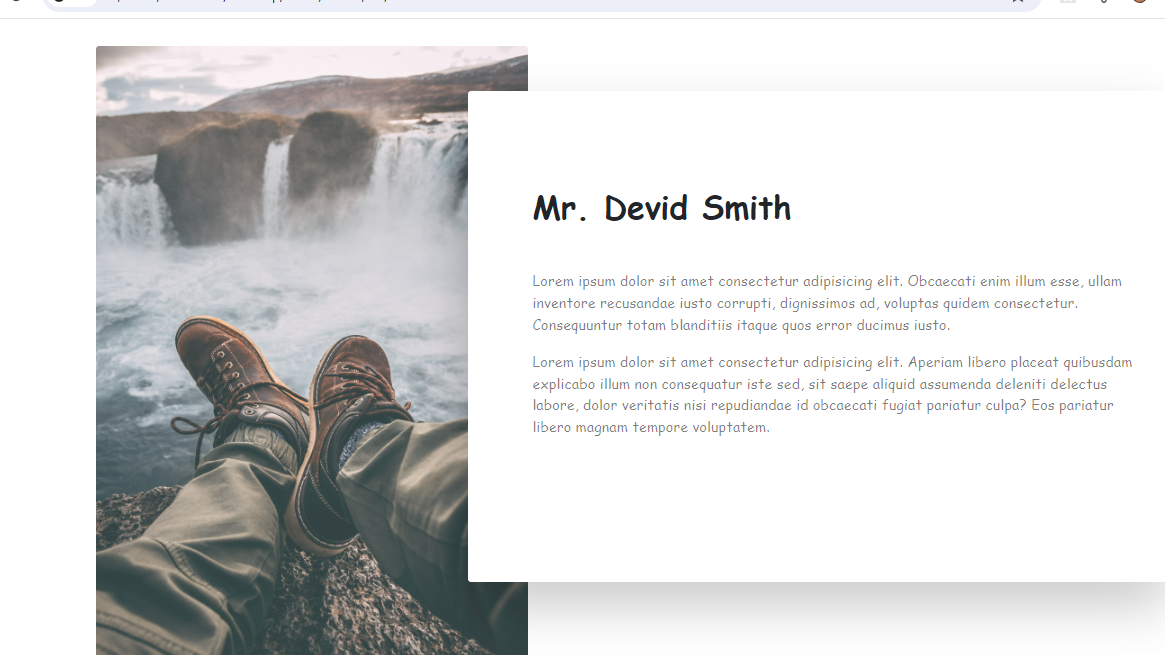 Mr. Devid Smith
Lorem ipsum dolor sit amet consectetur adipisicing elit. Obcaecati enim illum esse, ullam
inventore recusandae iusto corrupti, dignissimos ad, voluptas quidem consectetur.
Consequuntur totam blanditiis itaque quos error ducimus iusto.
Lorem ipsum dolor sit amet consectetur adipisicing elit. Aperiam libero placeat quibusdam
explicabo illum non consequatur iste sed, sit saepe aliquid assumenda deleniti delectus
labore, dolor veritatis nisi repudiandae id obcaecati fugiat pariatur culpa? Eos pariatur
libero magnam tempore voluptatem.